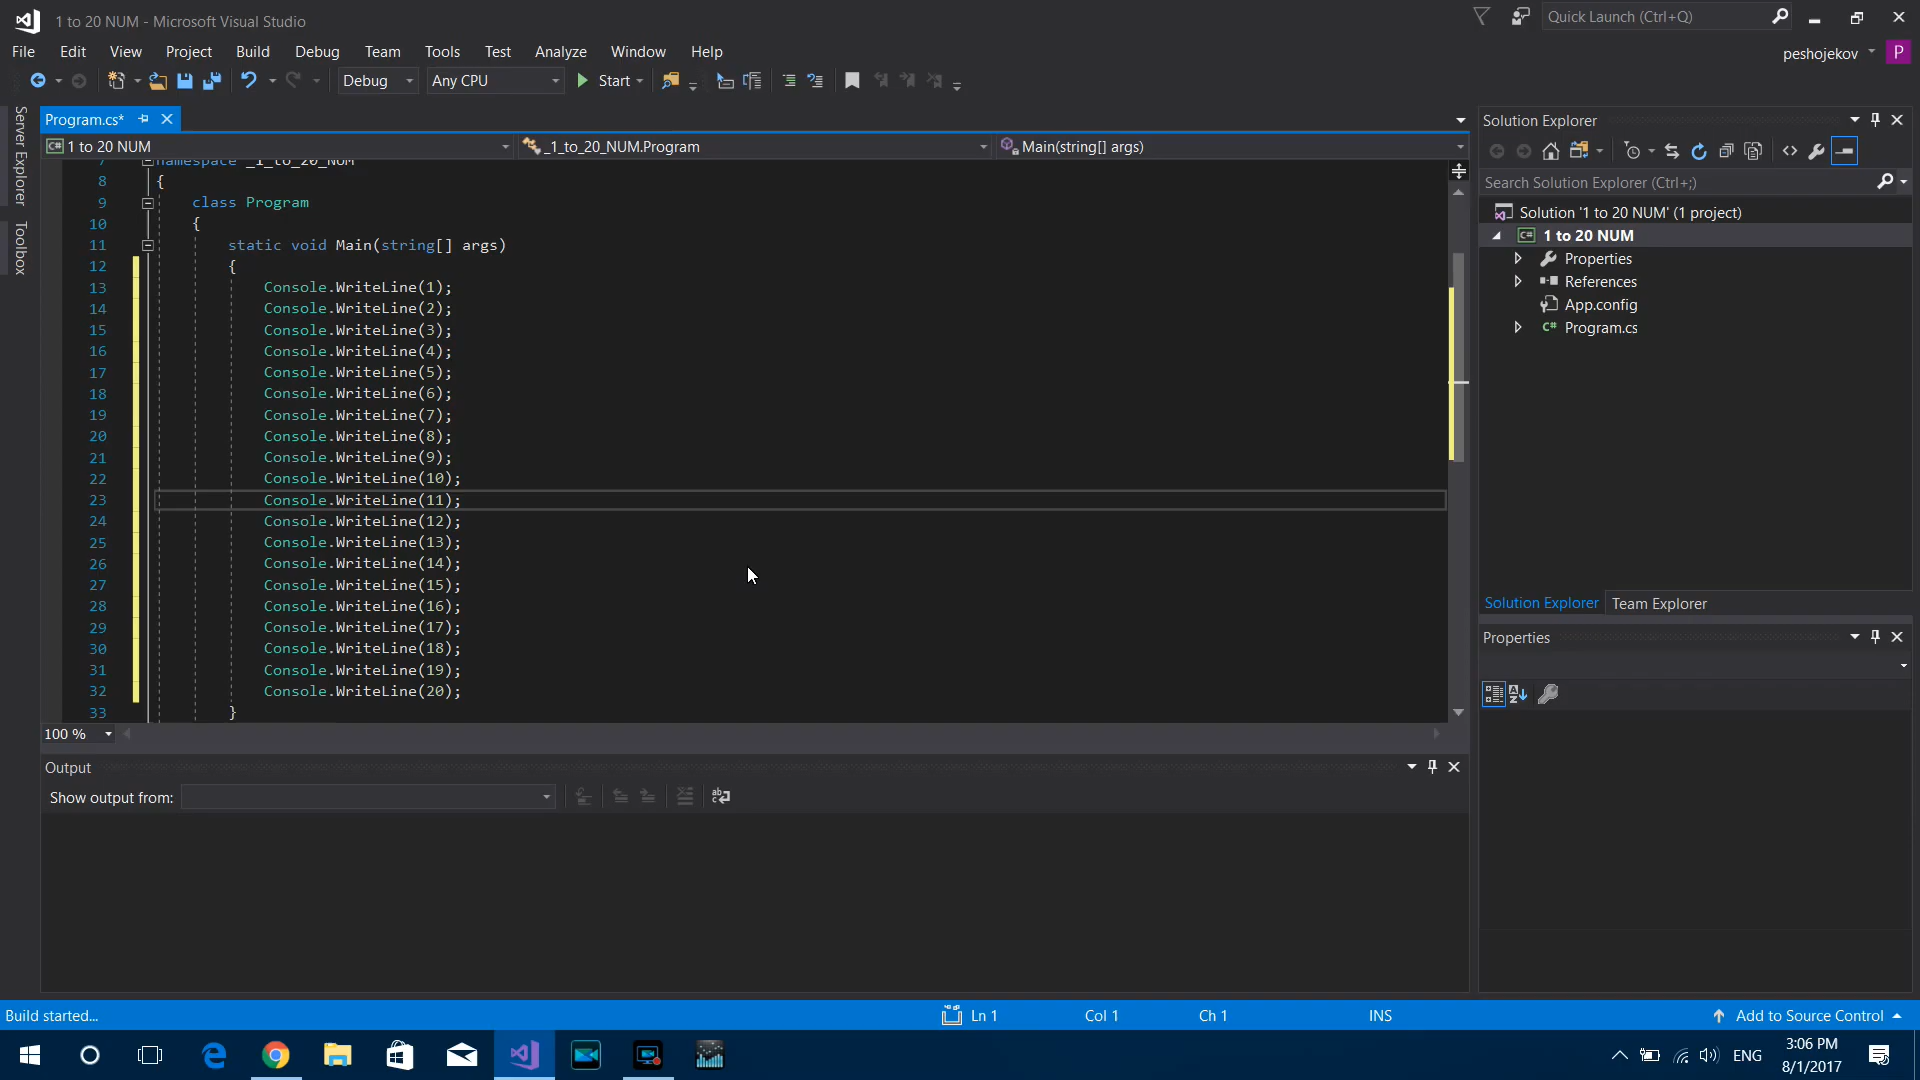 1 to 20 NUM - Microsoft Visual Studio
Quick Launch (Ctrl+Q)
File Edit View Project Build Debug Team Tools Test Analyze Window Help
peshojekov P
Debug Any CPU Start
Server Explorer
Toolbox
Program.cs*
1 to 20 NUM _1_to_20_NUM.Program Main(string[] args)
7 namespace _1_to_20_NUM
8 {
9 class Program
10 {
11 static void Main(string[] args)
12 {
13 Console.WriteLine(1);
14 Console.WriteLine(2);
15 Console.WriteLine(3);
16 Console.WriteLine(4);
17 Console.WriteLine(5);
18 Console.WriteLine(6);
19 Console.WriteLine(7);
20 Console.WriteLine(8);
21 Console.WriteLine(9);
22 Console.WriteLine(10);
23 Console.WriteLine(11);
24 Console.WriteLine(12);
25 Console.WriteLine(13);
26 Console.WriteLine(14);
27 Console.WriteLine(15);
28 Console.WriteLine(16);
29 Console.WriteLine(17);
30 Console.WriteLine(18);
31 Console.WriteLine(19);
32 Console.WriteLine(20);
33 }
100 %
Output
Show output from:
Solution Explorer
Search Solution Explorer (Ctrl+;)
Solution '1 to 20 NUM' (1 project)
C# 1 to 20 NUM
Properties
References
App.config
C# Program.cs
Solution Explorer Team Explorer
Properties
Build started...
Ln 1 Col 1 Ch 1 INS
Add to Source Control
ENG
3:06 PM
8/1/2017